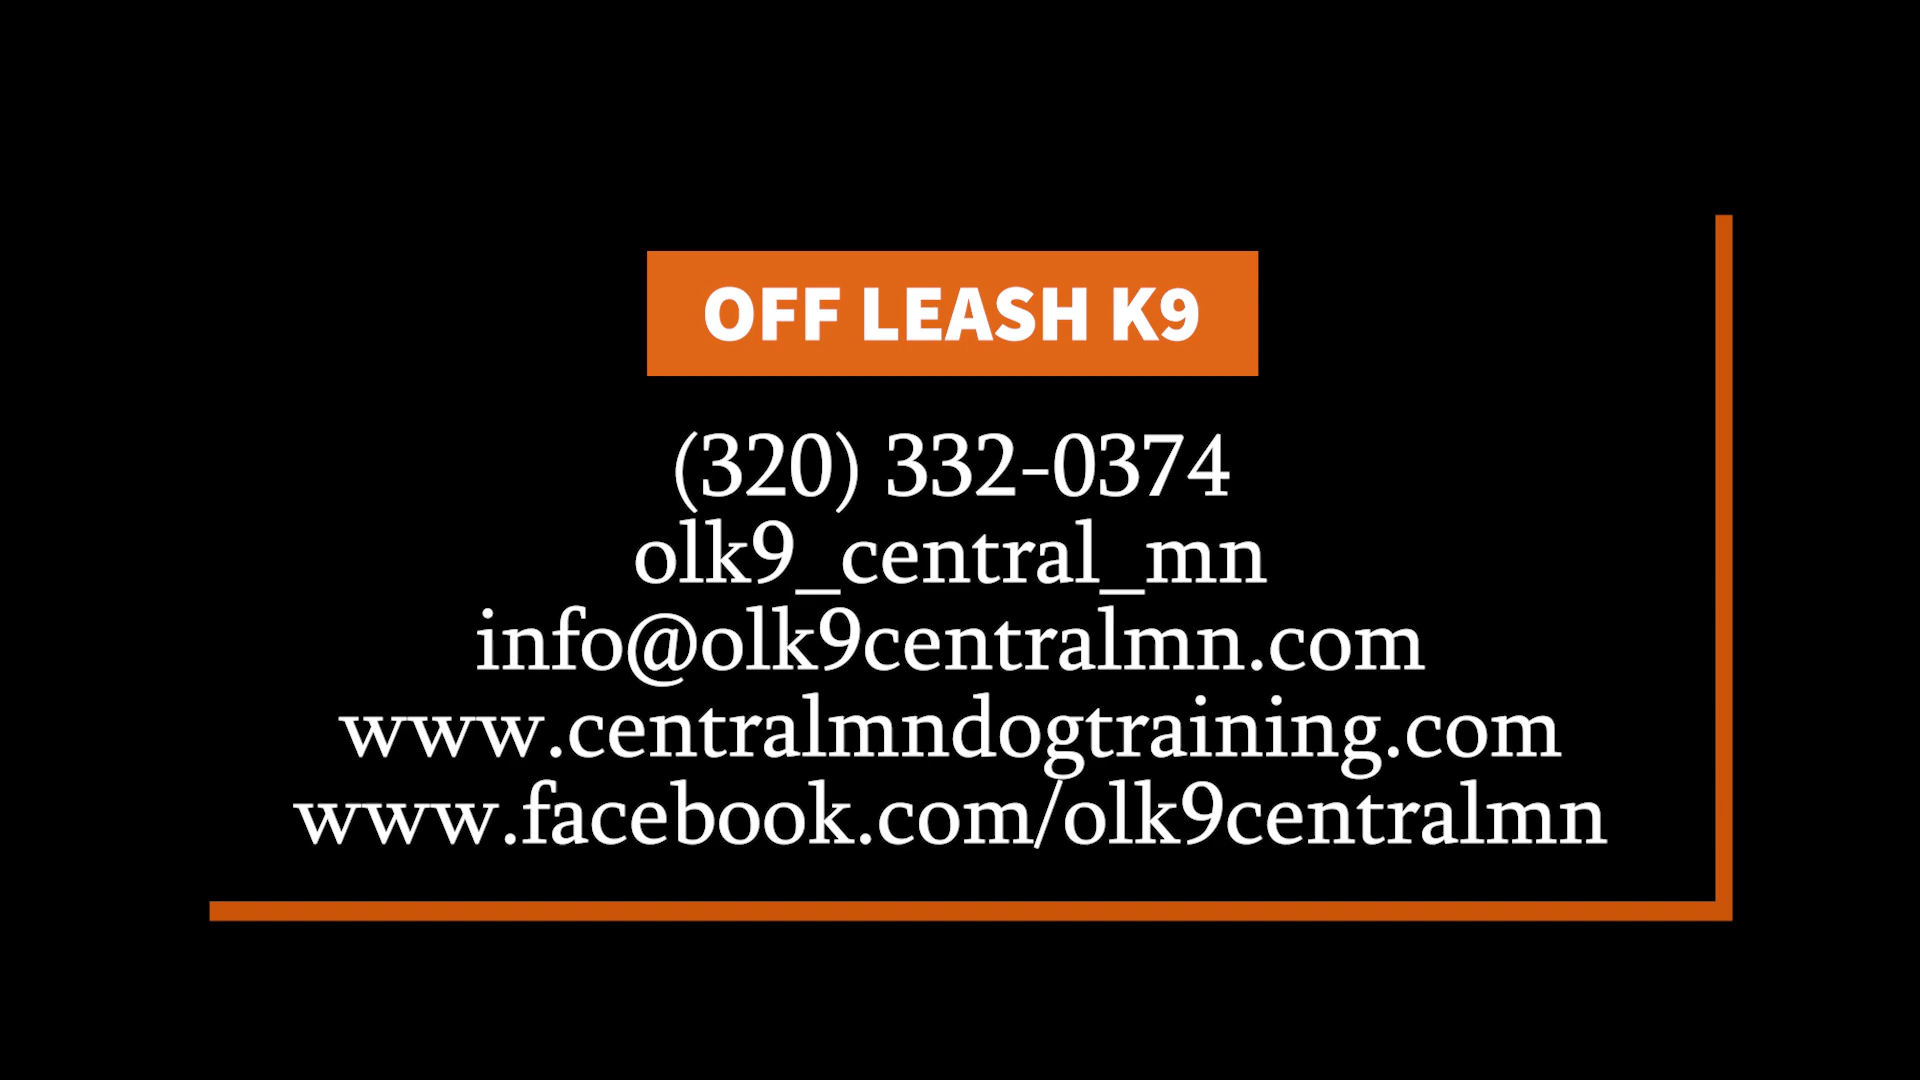 OFF LEASH K9
(320) 332-0374
olk9_central_mn
info@olk9centralmn.com
www.centralmndogtraining.com
www.facebook.com/olk9centralmn